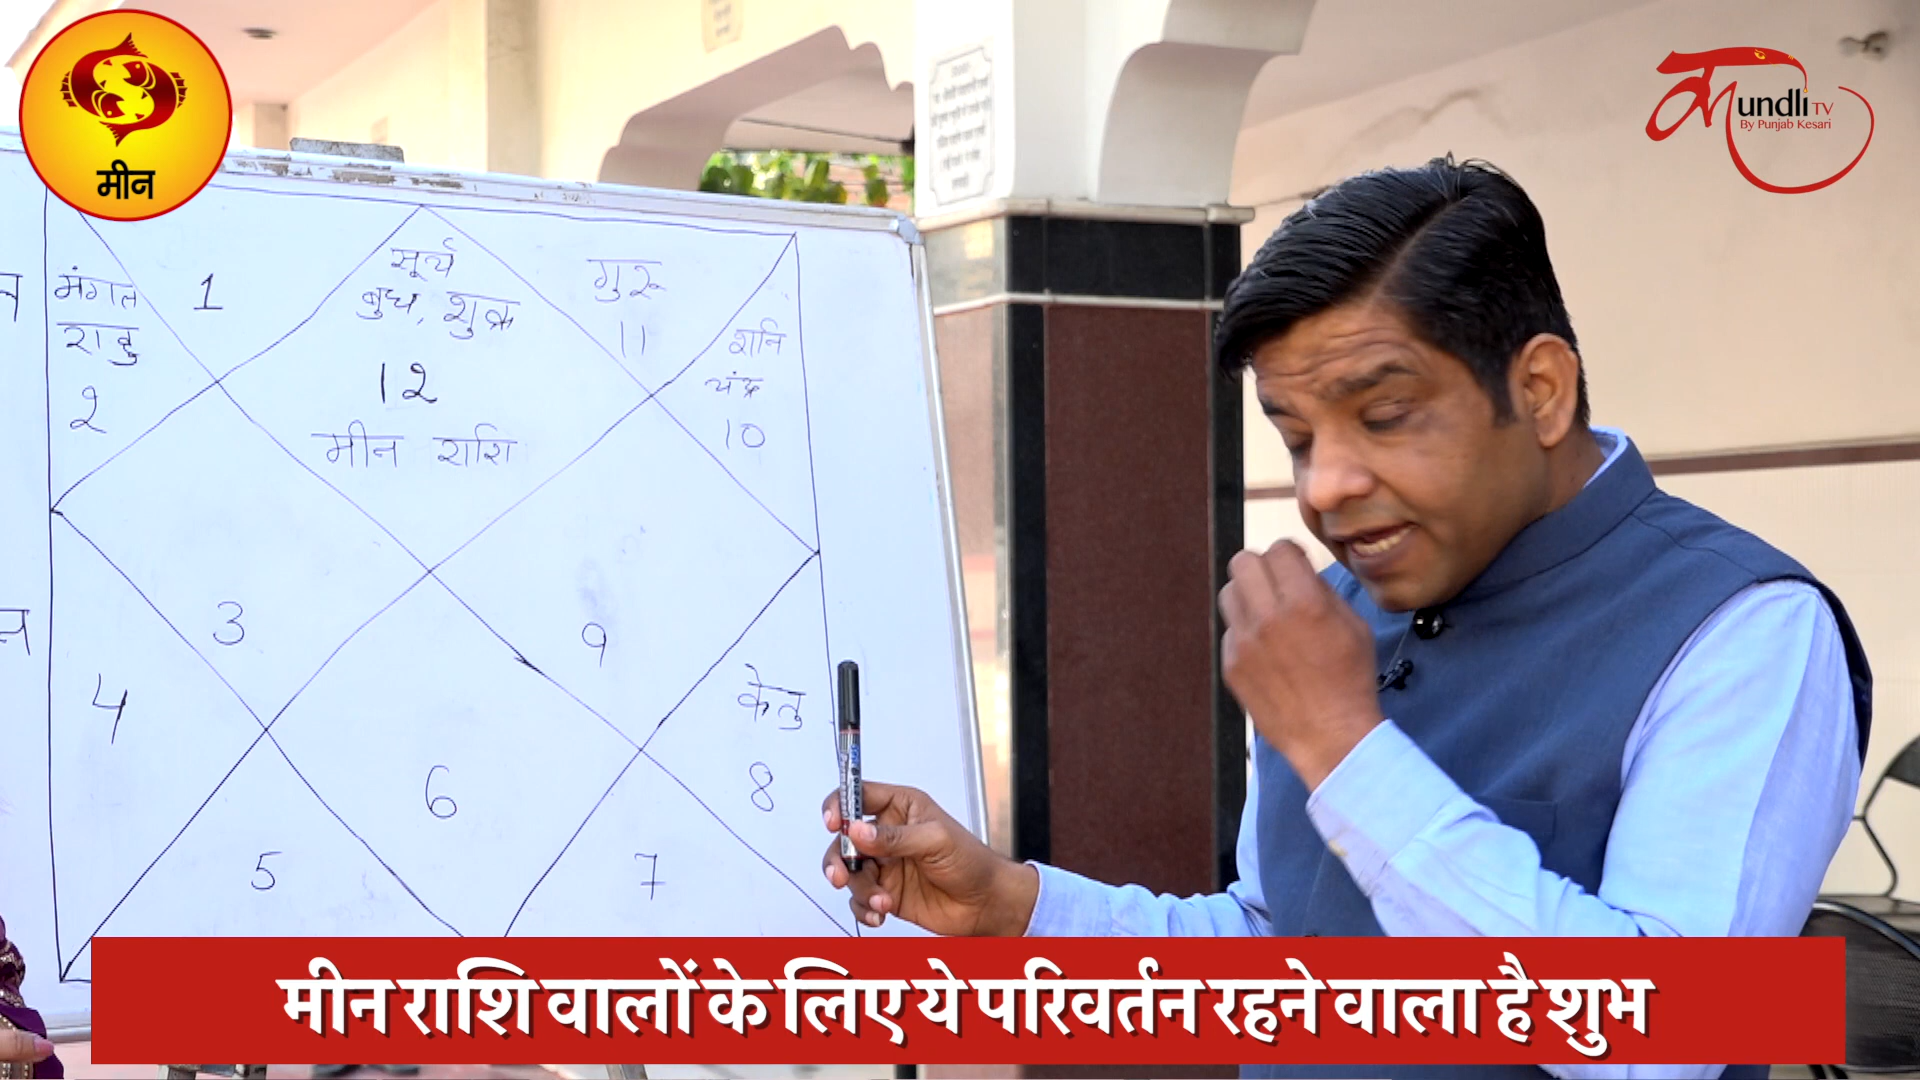 मीन
Kundli TV
By Punjab Kesari
सूर्य
बुध, शुक्र
12
मीन राशि
1
मंगल
राहु
2
गुरु
11
शनि
चंद्र
10
3
9
4
केतु
8
6
5
7
मीन राशि वालों के लिए ये परिवर्तन रहने वाला है शुभ